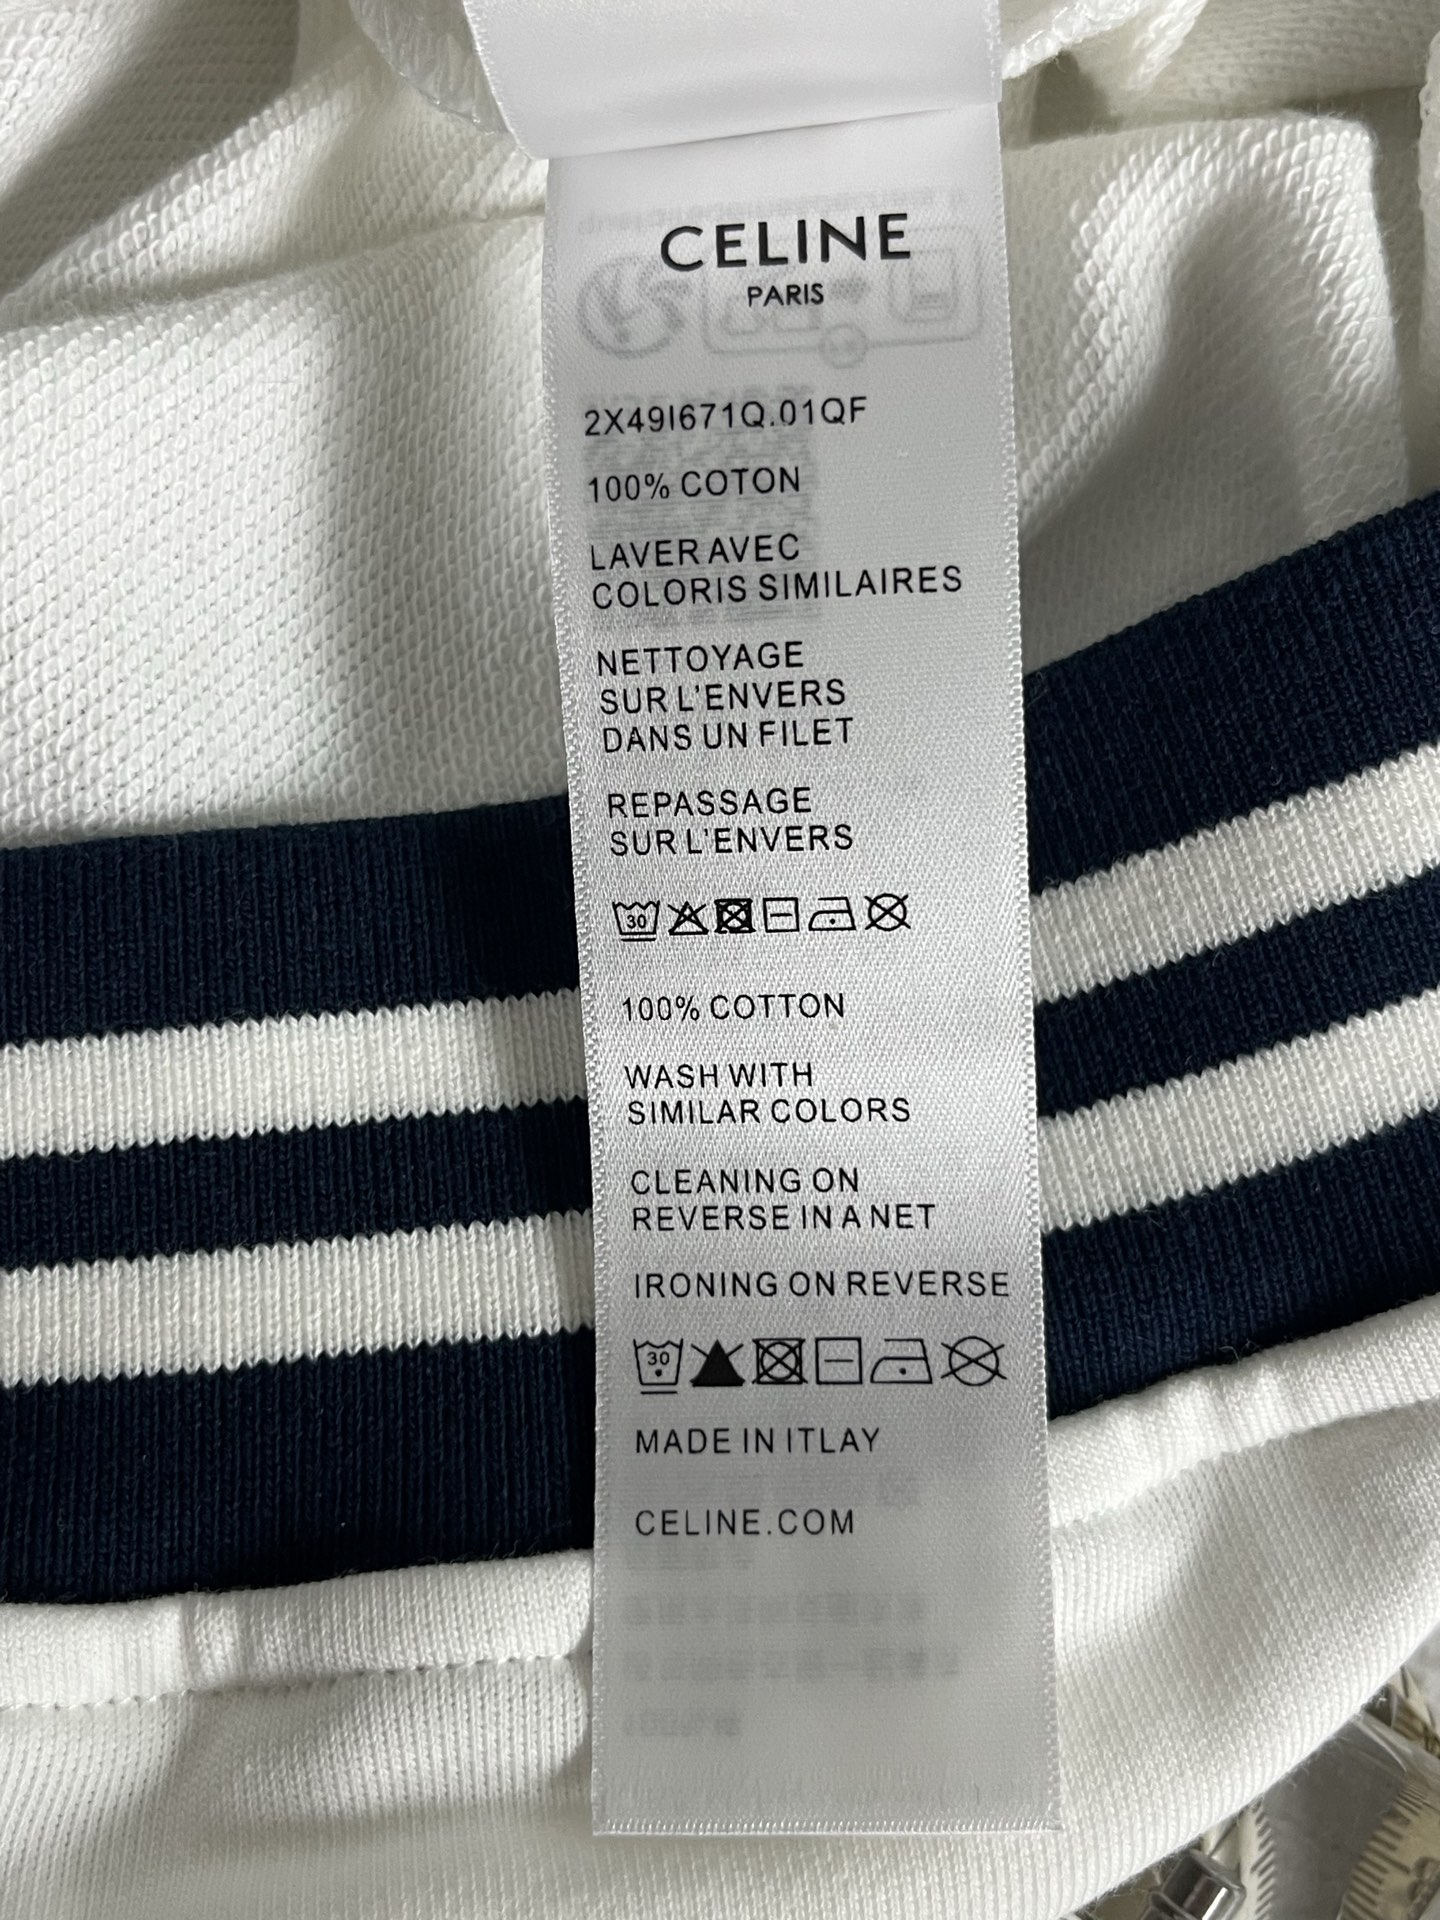 CELINE
PARIS
2X49I671Q.01QF
100% COTON
LAVER AVEC
COLORIS SIMILAIRES
NETTOYAGE
SUR L'ENVERS
DANS UN FILET
REPASSAGE
SUR L'ENVERS
30
100% COTTON
WASH WITH
SIMILAR COLORS
CLEANING ON
REVERSE IN A NET
IRONING ON REVERSE
30
MADE IN ITLAY
CELINE.COM